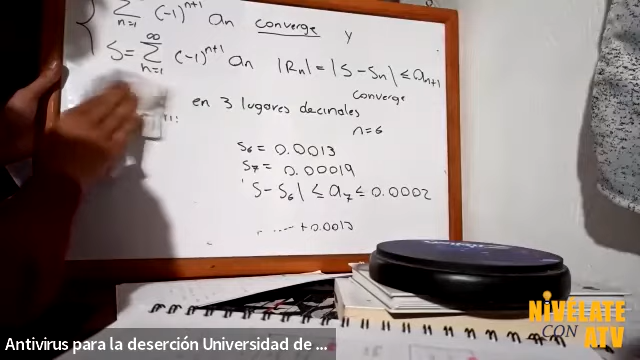 ∞
∑ (-1)ⁿ⁺¹ an converge y
n=1
∞
S = ∑ (-1)ⁿ⁺¹ an |Rn| = |S - Sn| ≤ an+1
n=1
converge
en 3 lugares decimales
n=6
S6 = 0.0013
S7 = 0.00019
S - S6| ≤ a7 ≤ 0.0002
..... +0.0013
Antivirus para la deserción Universidad de ...
NiVÉLATE
CON
ATV